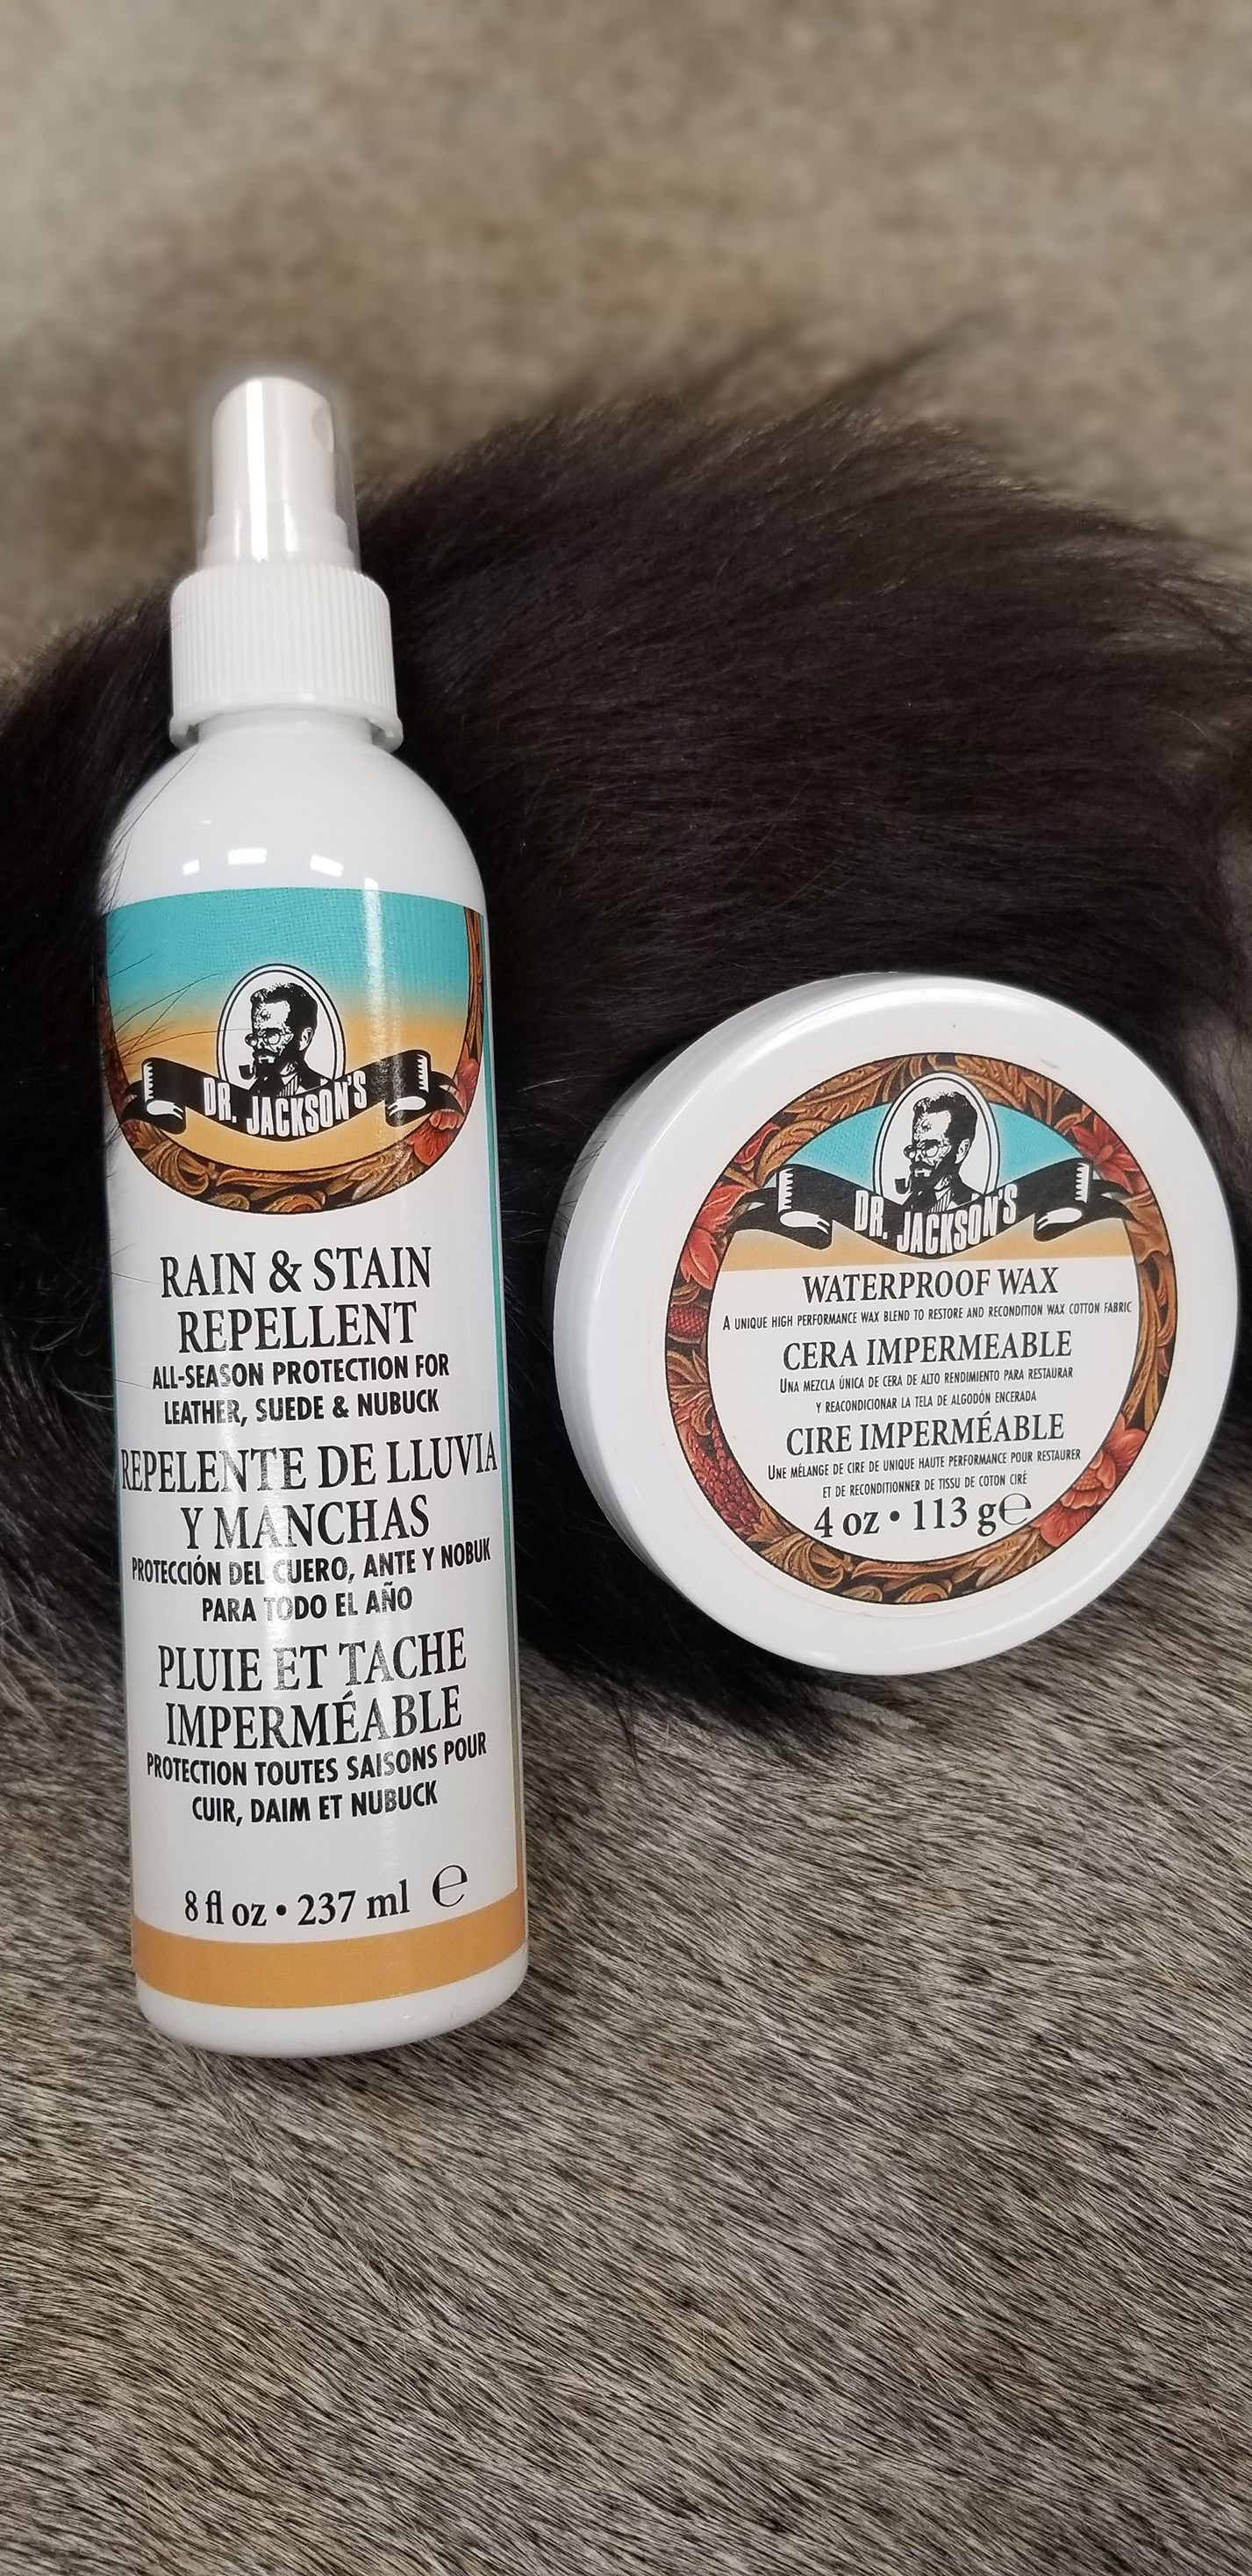 DR. JACKSON'S
RAIN & STAIN
REPELLENT
ALL-SEASON PROTECTION FOR
LEATHER, SUEDE & NUBUCK
REPELENTE DE LLUVIA
Y MANCHAS
PROTECCIÓN DEL CUERO, ANTE Y NOBUK
PARA TODO EL AÑO
PLUIE ET TACHE
IMPERMÉABLE
PROTECTION TOUTES SAISONS POUR
CUIR, DAIM ET NUBUCK
8 fl oz • 237 ml ℮
DR. JACKSON'S
WATERPROOF WAX
A UNIQUE HIGH PERFORMANCE WAX BLEND TO RESTORE AND RECONDITION WAX COTTON FABRIC
CERA IMPERMEABLE
UNA MEZCLA ÚNICA DE CERA DE ALTO RENDIMIENTO PARA RESTAURAR
Y REACONDICIONAR LA TELA DE ALGODÓN ENCERADA
CIRE IMPERMÉABLE
UNE MÉLANGE DE CIRE DE UNIQUE HAUTE PERFORMANCE POUR RESTAURER
ET DE RECONDITIONNER DE TISSU DE COTON CIRÉ
4 oz • 113 g℮